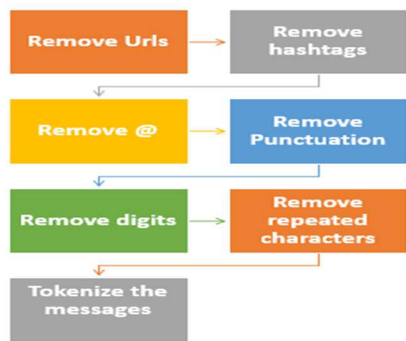 Remove Urls
Remove
hashtags
Remove @
Remove
Punctuation
Remove digits
Remove
repeated
characters
Tokenize the
messages